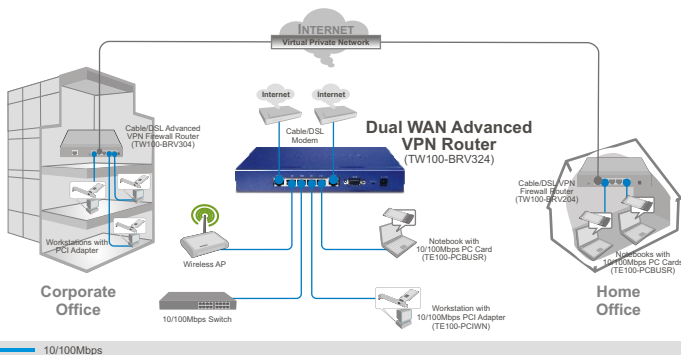 INTERNET
Virtual Private Network
Internet
Internet
Cable/DSL
Modem
Dual WAN Advanced
VPN Router
(TW100-BRV324)
Cable/DSL Advanced
VPN Firewall Router
(TW100-BRV304)
Workstations with
PCI Adapter
Corporate
Office
Wireless AP
10/100Mbps Switch
Notebook with
10/100Mbps PC Card
(TE100-PCBUSR)
Workstation with
10/100Mbps PCI Adapter
(TE100-PCIWN)
Cable/DSL VPN
Firewall Router
(TW100-BRV204)
Notebooks with
10/100Mbps PC Cards
(TE100-PCBUSR)
Home
Office
10/100Mbps